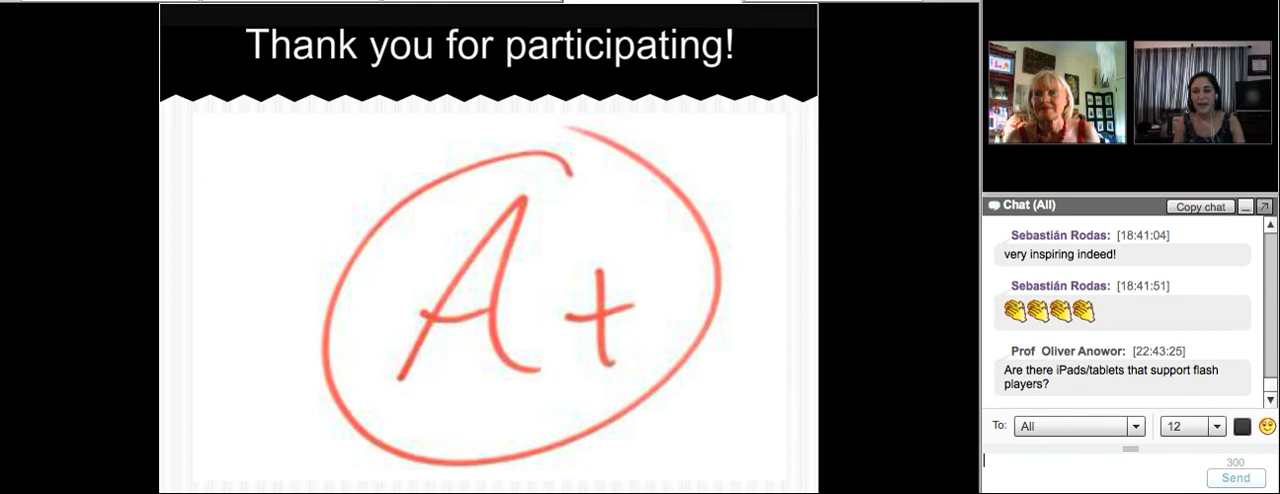 Thank you for participating!
A+
Chat (All)
Copy chat
Sebastián Rodas: [18:41:04]
very inspiring indeed!
Sebastián Rodas: [18:41:51]
Prof Oliver Anowor: [22:43:25]
Are there iPads/tablets that support flash
players?
To: All 12
300
Send